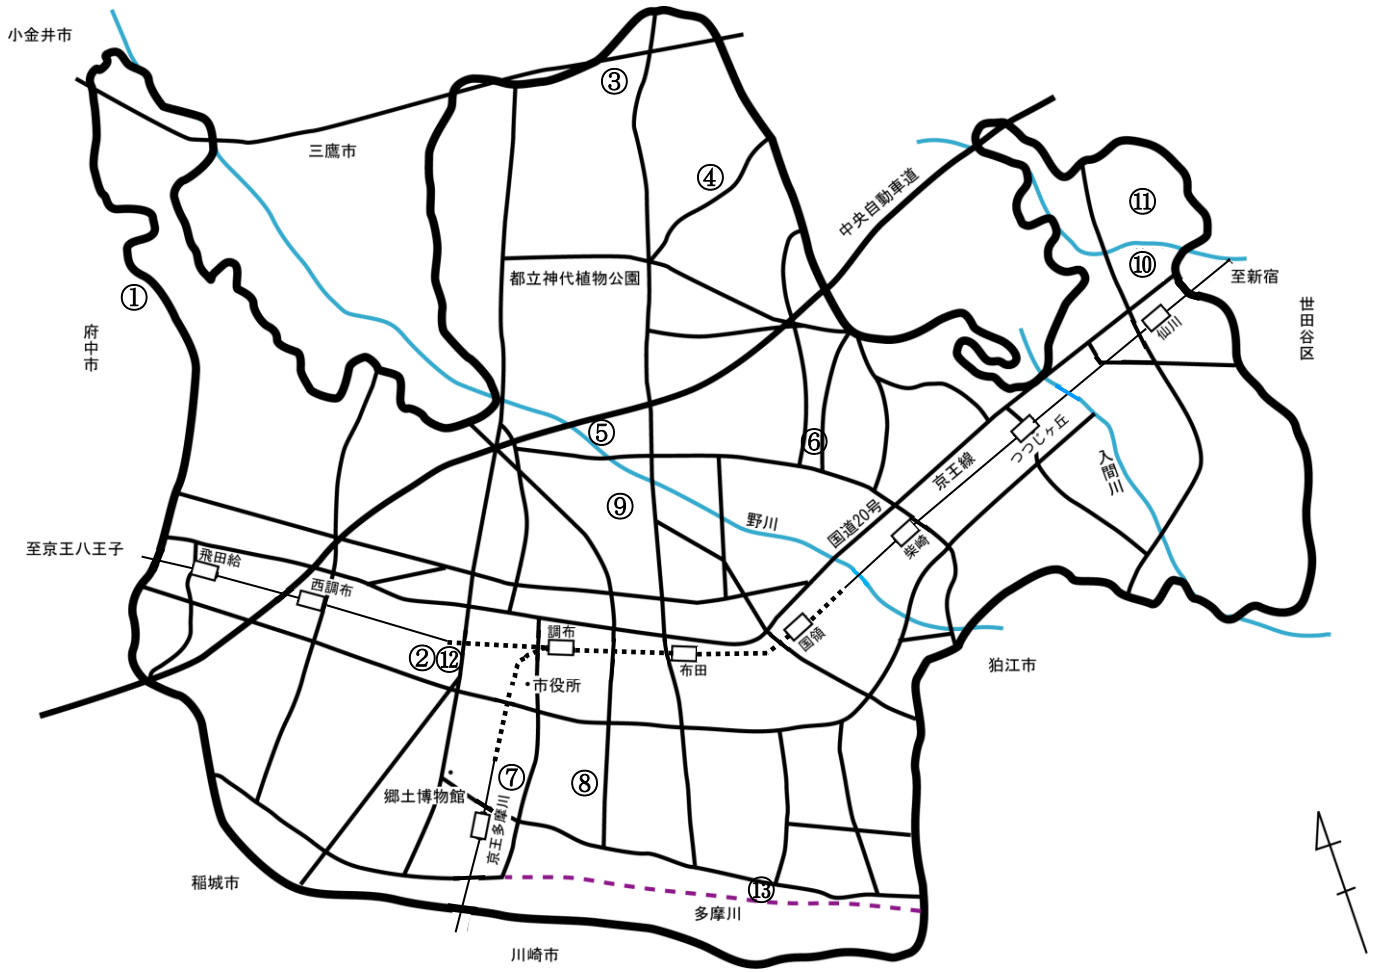 小金井市
③
三鷹市
④
中央自動車道
⑪
⑩
至新宿
都立神代植物公園
①
世田谷区
仙川
府中市
⑤
⑥
つつじヶ丘
京王線
入間川
⑨
野川
国道20号
柴崎
至京王八王子
飛田給
西調布
調布
国領
②
⑫
布田
狛江市
市役所
⑦
⑧
郷土博物館
京王多摩川
稲城市
⑬
多摩川
川崎市